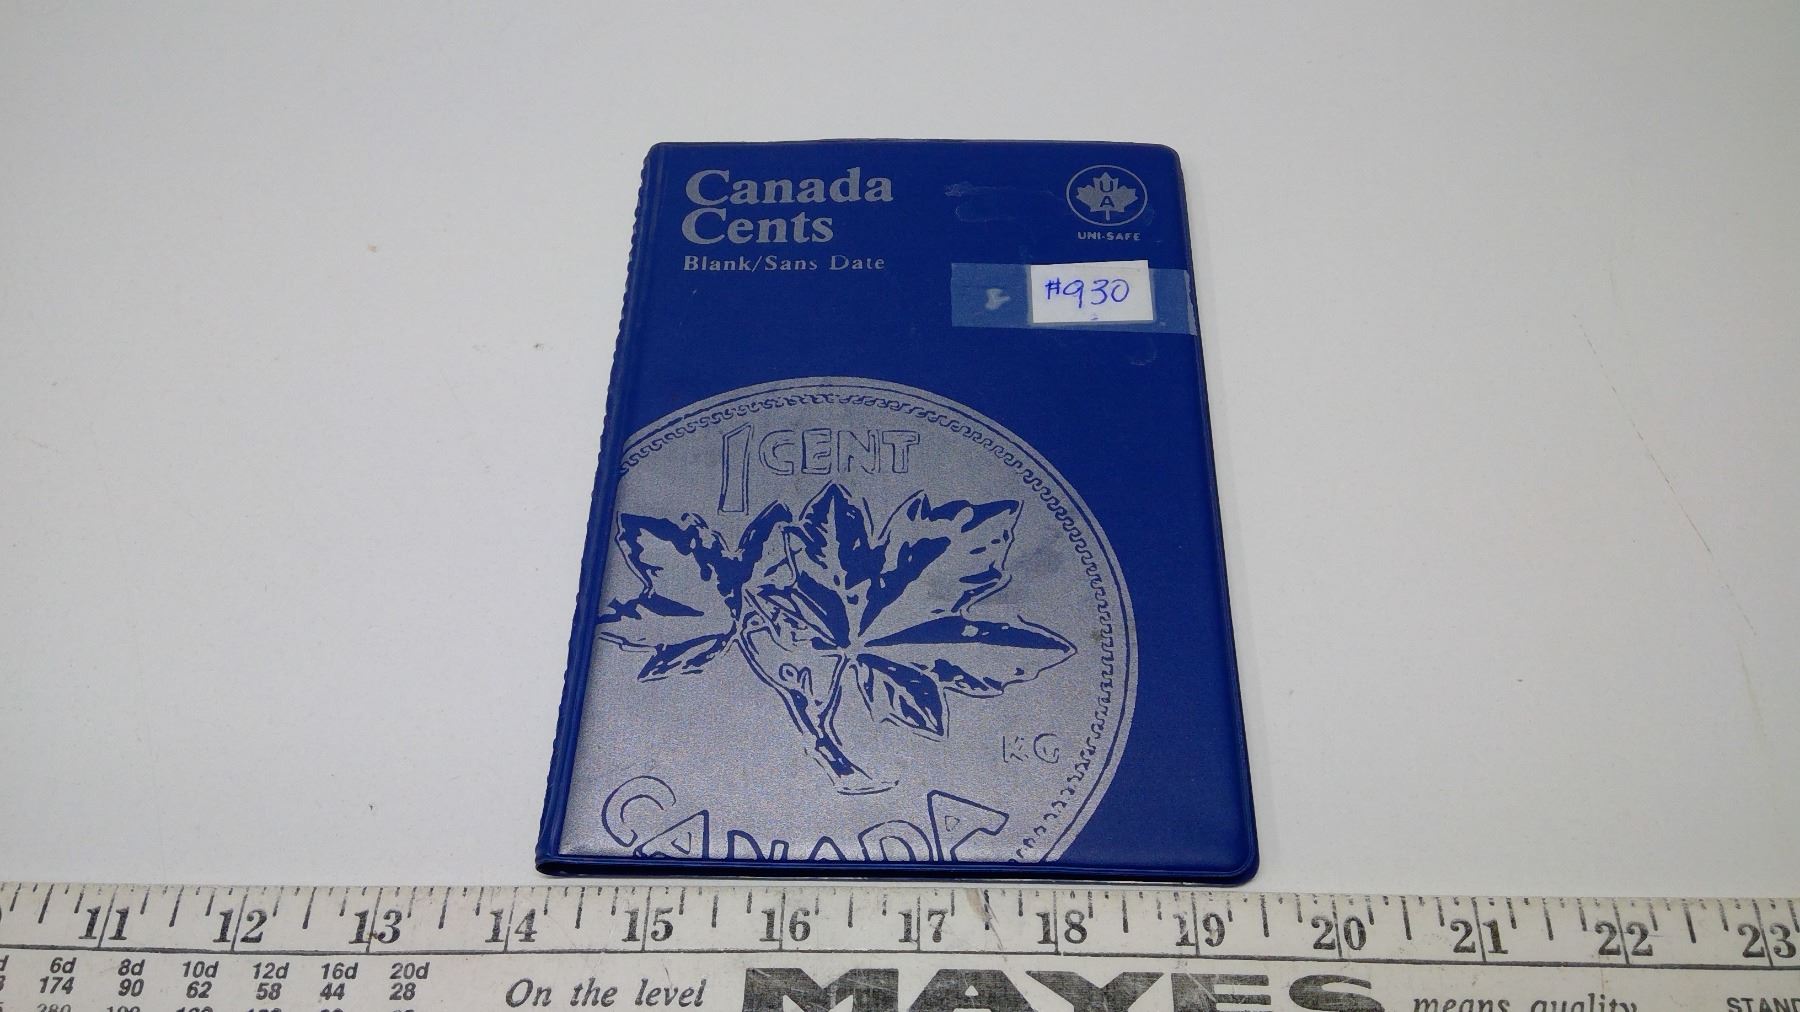 Canada
Cents
Blank/Sans Date
U
A
UNI-SAFE
#930
1 CENT
CANADA
11 12 13 14 15 16 17 18 19 20 21 22 23
6d 8d 10d 12d 16d 20d
174 90 62 58 44 28
On the level MAYES means quality